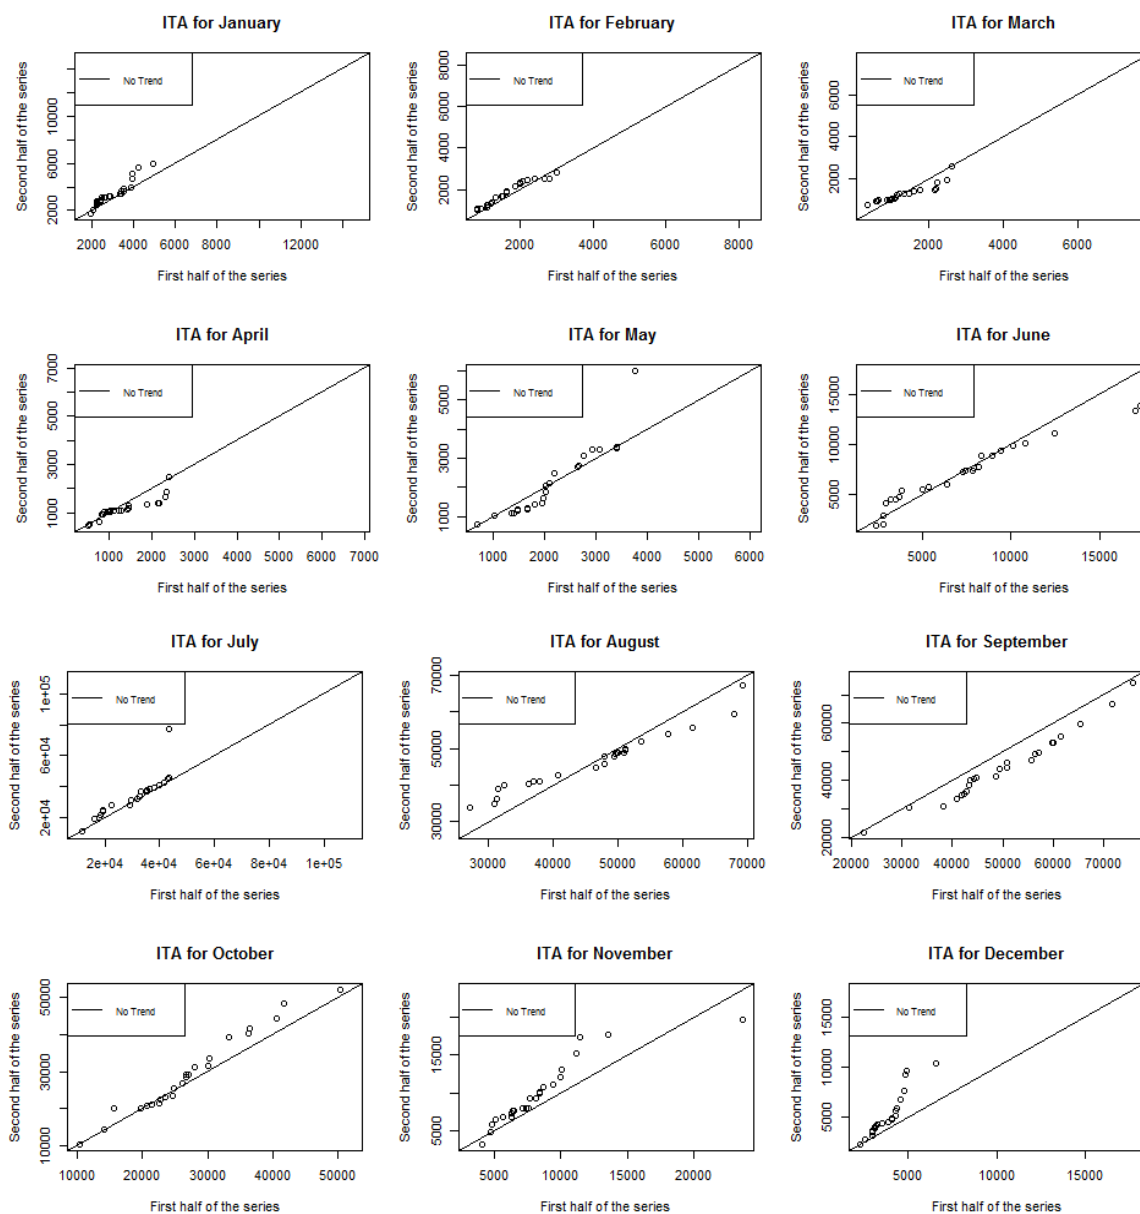 ITA for January
ITA for February
ITA for March
Second half of the series
2000 6000 10000
No Trend
2000 4000 6000 8000 12000
First half of the series
Second half of the series
2000 4000 6000 8000
No Trend
2000 4000 6000 8000
First half of the series
Second half of the series
2000 4000 6000
No Trend
2000 4000 6000
First half of the series
ITA for April
ITA for May
ITA for June
Second half of the series
1000 3000 5000 7000
No Trend
1000 2000 3000 4000 5000 6000 7000
First half of the series
Second half of the series
1000 3000 5000
No Trend
1000 2000 3000 4000 5000 6000
First half of the series
Second half of the series
5000 10000 15000
No Trend
5000 10000 15000
First half of the series
ITA for July
ITA for August
ITA for September
Second half of the series
2e+04 6e+04 1e+05
No Trend
2e+04 4e+04 6e+04 8e+04 1e+05
First half of the series
Second half of the series
30000 50000 70000
No Trend
30000 40000 50000 60000 70000
First half of the series
Second half of the series
20000 40000 60000
No Trend
20000 30000 40000 50000 60000 70000
First half of the series
ITA for October
ITA for November
ITA for December
Second half of the series
10000 30000 50000
No Trend
10000 20000 30000 40000 50000
First half of the series
Second half of the series
5000 15000
No Trend
5000 10000 15000 20000
First half of the series
Second half of the series
5000 10000 15000
No Trend
5000 10000 15000
First half of the series